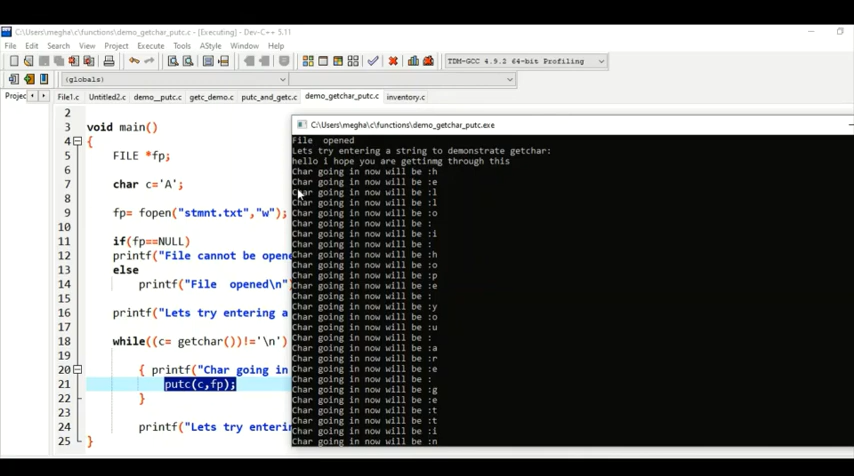 C:\Users\megha\c\functions\demo_getchar_putc.c - [Executing] - Dev-C++ 5.11
File Edit Search View Project Execute Tools AStyle Window Help
TDM-GCC 4.9.2 64-bit Profiling
(globals)
Projec File1.c Untitled2.c demo__putc.c getc_demo.c putc_and_getc.c demo_getchar_putc.c inventory.c
2
3 void main()
4 {
5 FILE *fp;
6
7 char c='A';
8
9 fp= fopen("stmnt.txt","w");
10
11 if(fp==NULL)
12 printf("File cannot be opene
13 else
14 printf("File opened\n"
15
16 printf("Lets try entering a
17
18 while((c= getchar())!='\n')
19
20 { printf("Char going in
21 putc(c,fp);
22 }
23
24 printf("Lets try enterin
25 }
C:\Users\megha\c\functions\demo_getchar_putc.exe
File opened
Lets try entering a string to demonstrate getchar:
hello i hope you are gettinmg through this
Char going in now will be :h
Char going in now will be :e
Char going in now will be :l
Char going in now will be :l
Char going in now will be :o
Char going in now will be :
Char going in now will be :i
Char going in now will be :
Char going in now will be :h
Char going in now will be :o
Char going in now will be :p
Char going in now will be :e
Char going in now will be :
Char going in now will be :y
Char going in now will be :o
Char going in now will be :u
Char going in now will be :
Char going in now will be :a
Char going in now will be :r
Char going in now will be :e
Char going in now will be :
Char going in now will be :g
Char going in now will be :e
Char going in now will be :t
Char going in now will be :t
Char going in now will be :i
Char going in now will be :n